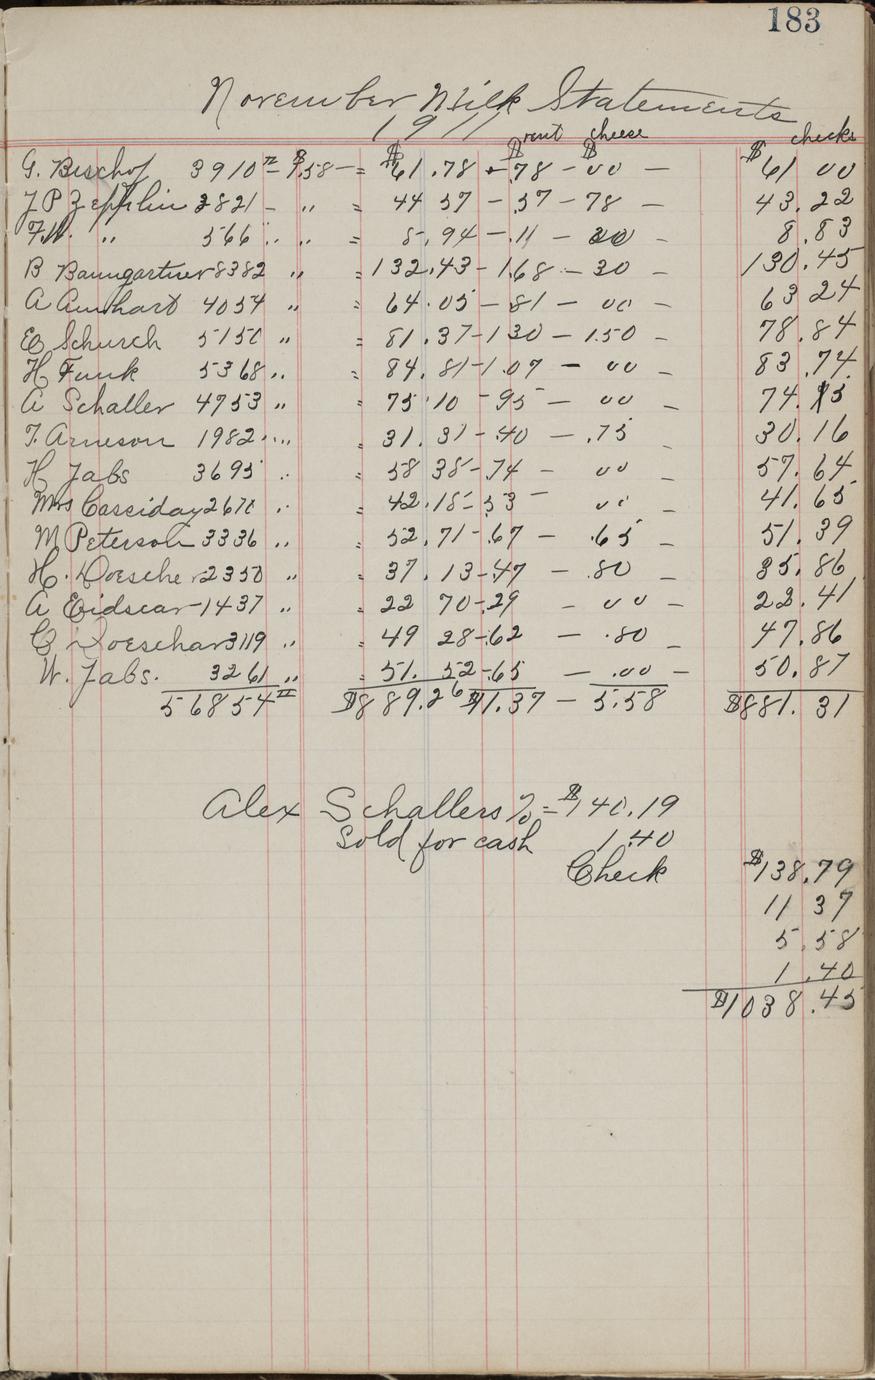 183
November Milk Statements
1911 rent cheese checks
G. Bischof 3910 # - $1.58 - = $61.78 - $.78 - $00 - $61 00
J P Zepplin 2821 - " = 44 57 - .57 - 78 - 43.22
F.W. " 566 " " = 8.94 - .11 - 00 - 8.83
B Baumgartner 8382 " = 132.43 - 1.68 - 30 - 130.45
A Amhart 4054 " = 64.05 - 81 - 00 - 63 24
E Schurch 5150 " = 81.37 - 1 30 - 1.50 - 78.84
H Funk 5368 " = 84.81 - 1.07 - 00 - 83.74
A Schaller 4753 " = 75.10 - 95 - 00 - 74.15
T. Arneson 1982 " = 31.31 - .40 - .75 - 30.16
H Jabs 3695 " = 58 38 - .74 - 00 57.64
Mrs Cassiday 2670 " = 42.18 - .53 - 00 41.65
M Peterson 3336 " = 52.71 - .67 - .65 - 51.39
H. Doescher 2350 " = 37.13 - .47 - .80 - 35.86
A Eidscar - 1437 " = 22 70 - .29 - 00 - 22.41
C Doeschar 3119 " = 49 28 - .62 - .80 - 47.86
W. Jabs. 3261 " = 51.52 - .65 - .00 - 50.87
56854 # $889.26 $11.37 - 5.58 $881.31
Alex Schallers % = $140.19
Sold for cash 1.40
Check $138.79
11 37
5.58
1.40
$1038.45